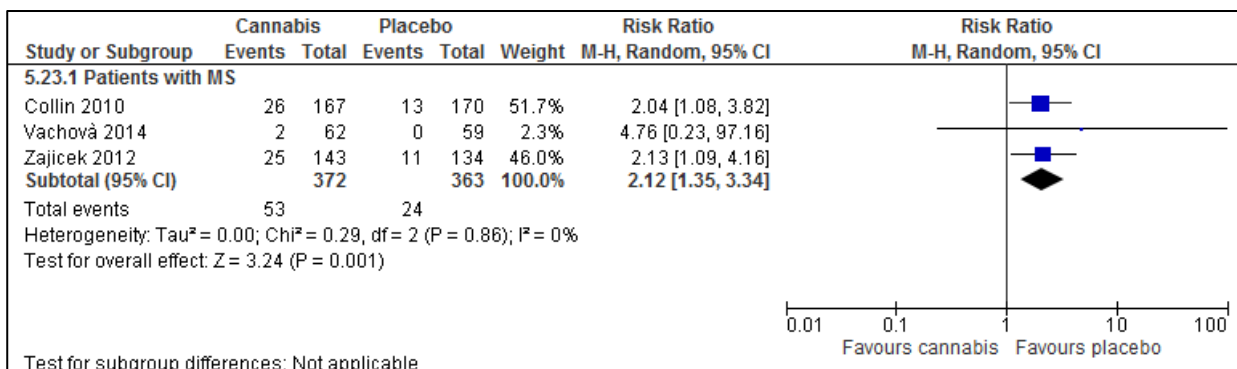 Cannabis Placebo Risk Ratio Risk Ratio
Study or Subgroup Events Total Events Total Weight M-H, Random, 95% CI M-H, Random, 95% CI
5.23.1 Patients with MS
Collin 2010 26 167 13 170 51.7% 2.04 [1.08, 3.82]
Vachovà 2014 2 62 0 59 2.3% 4.76 [0.23, 97.16]
Zajicek 2012 25 143 11 134 46.0% 2.13 [1.09, 4.16]
Subtotal (95% CI) 372 363 100.0% 2.12 [1.35, 3.34]
Total events 53 24
Heterogeneity: Tau² = 0.00; Chi² = 0.29, df = 2 (P = 0.86); I² = 0%
Test for overall effect: Z = 3.24 (P = 0.001)
0.01 0.1 1 10 100
Favours cannabis Favours placebo
Test for subgroup differences: Not applicable